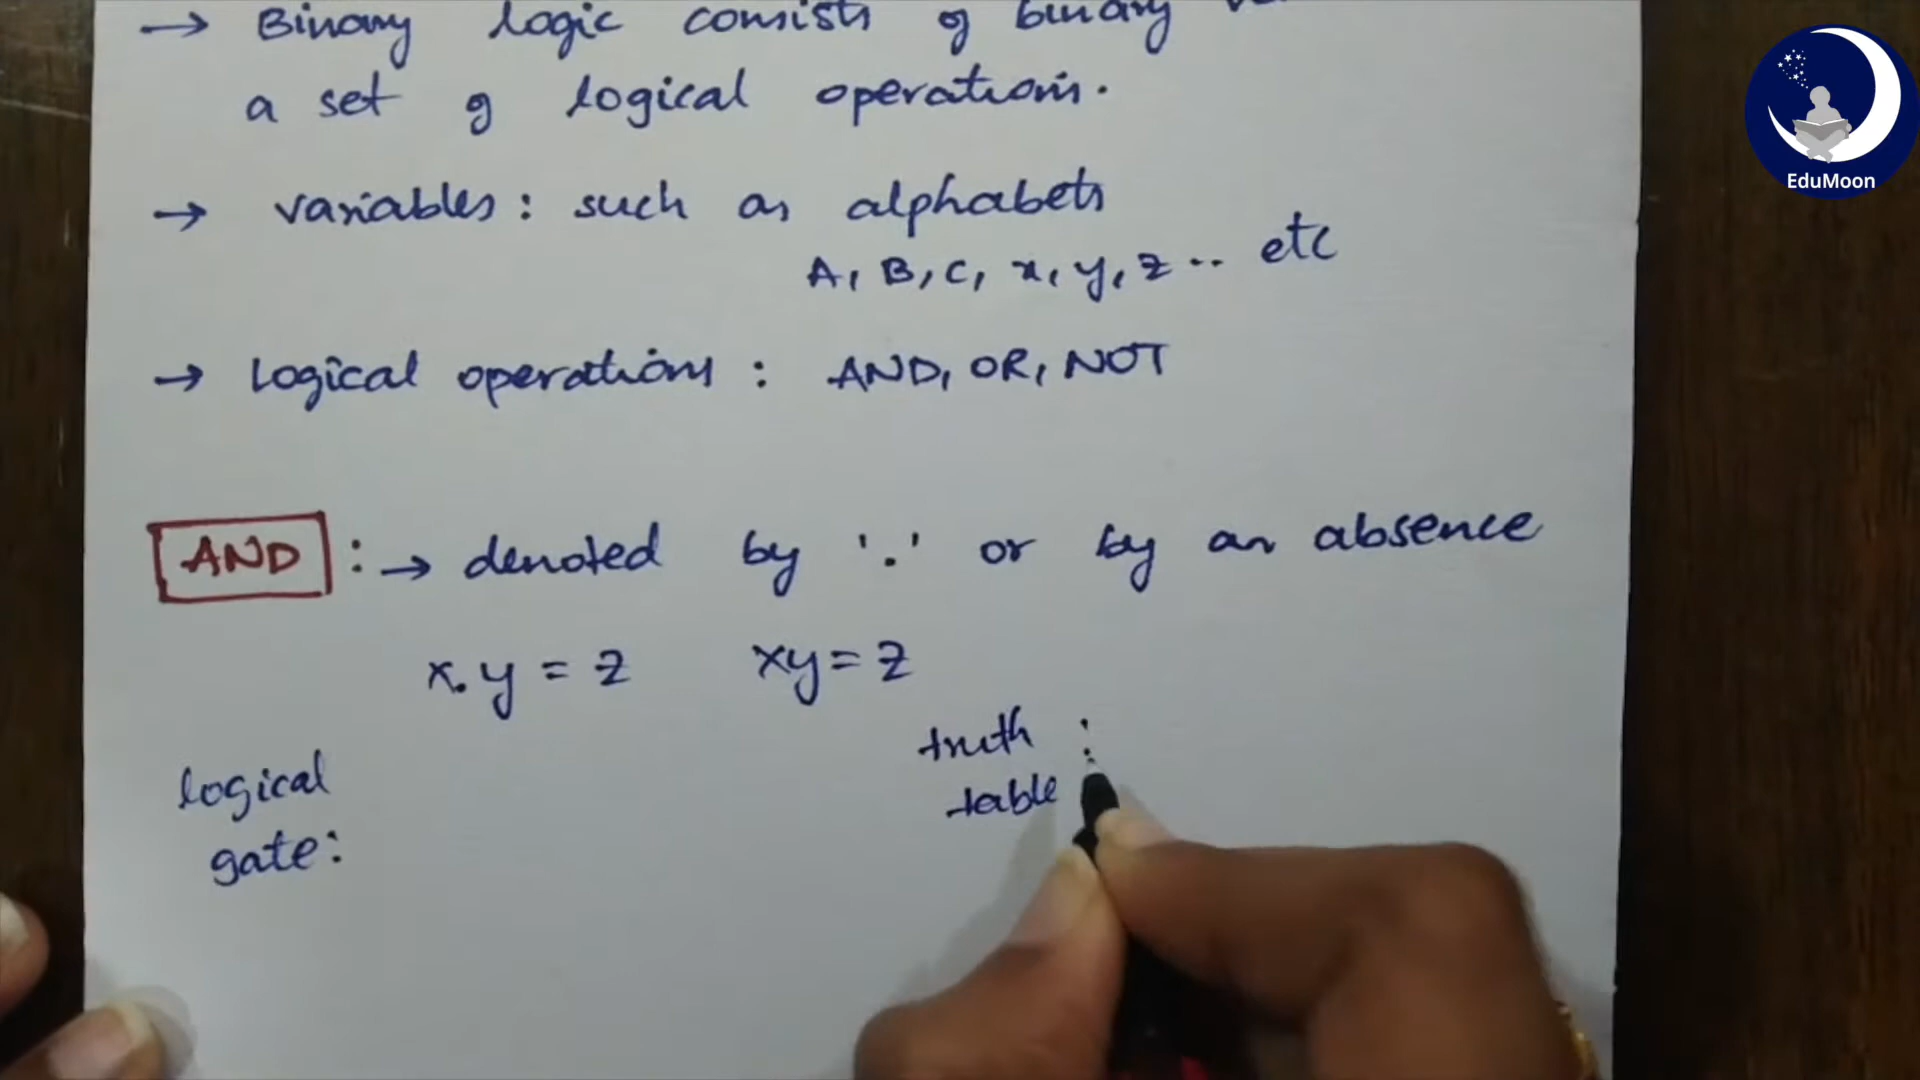 → Binary logic consists of binary
a set of logical operations.
→ variables : such as alphabets
A, B, C, x, y, z .. etc
→ Logical operations : AND, OR, NOT
AND : → denoted by '.' or by an absence
x.y = z xy = z
logical
gate:
truth :
table
EduMoon